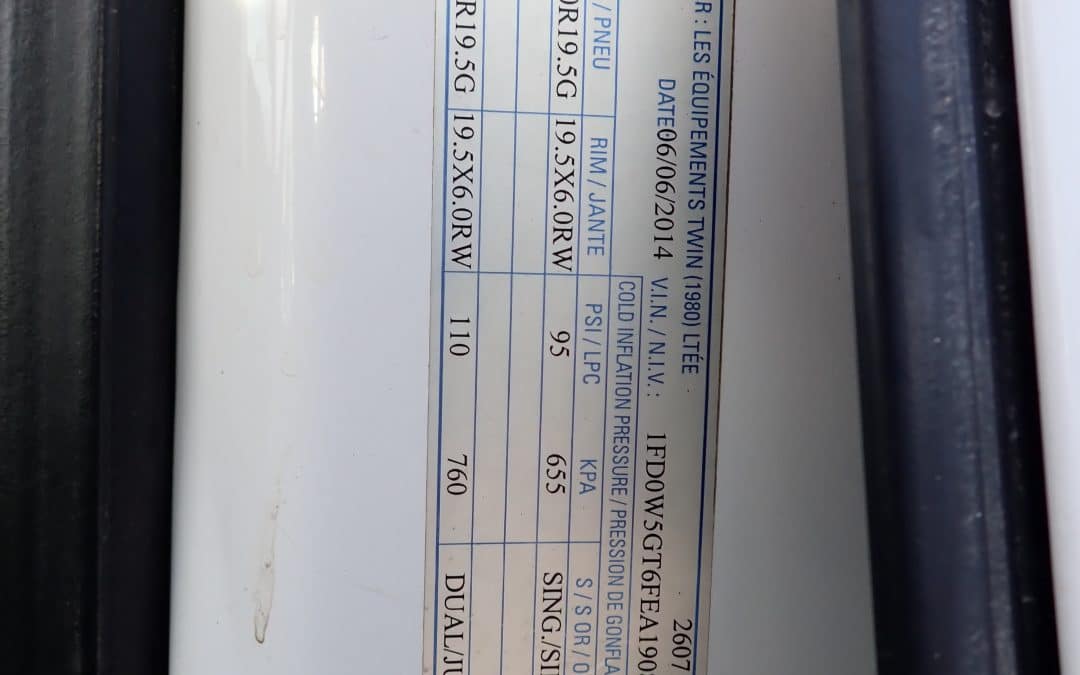 R : LES ÉQUIPEMENTS TWIN (1980) LTÉE 2607
DATE 06/06/2014 V.I.N. / N.I.V. : 1FD0W5GT6FEA190
COLD INFLATION PRESSURE / PRESSION DE GONFLA
/ PNEU RIM / JANTE PSI / LPC KPA S / S OR / O
0R19.5G 19.5X6.0RW 95 655 SING./SI
R19.5G 19.5X6.0RW 110 760 DUAL/JU